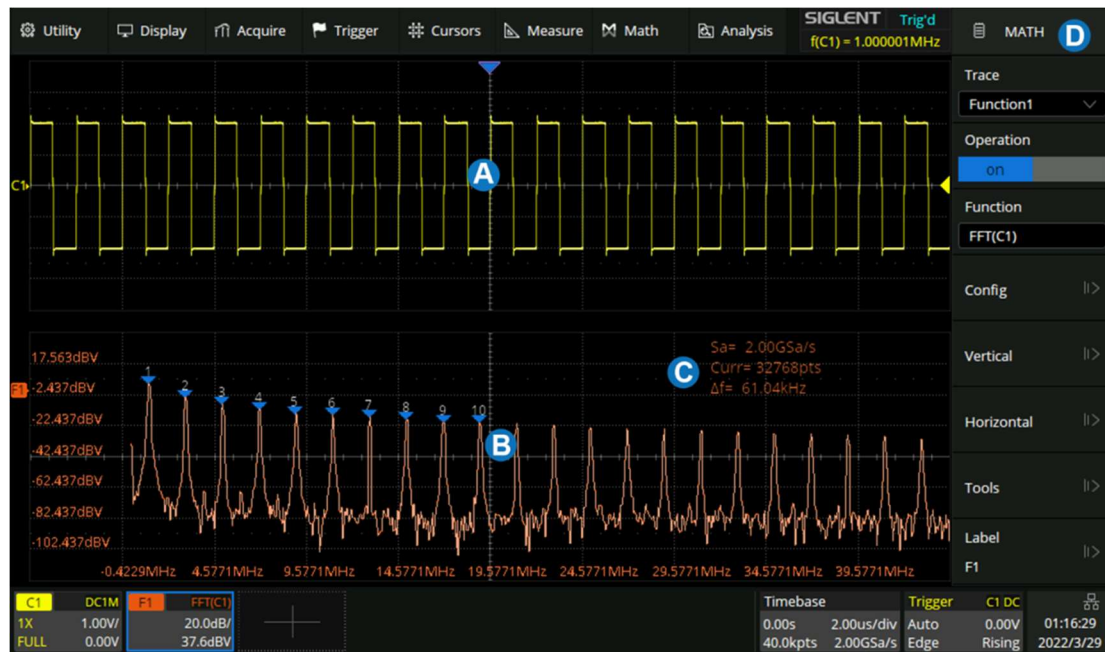 Utility Display Acquire Trigger Cursors Measure Math Analysis
SIGLENT Trig'd
f(C1) = 1.000001MHz
MATH D
Trace
Function1
Operation
on
Function
FFT(C1)
Config
Vertical
Horizontal
Tools
Label
F1
A
C1
Sa= 2.00GSa/s
Curr= 32768pts
Δf= 61.04kHz
C
17.563dBV
F1 -2.437dBV
-22.437dBV
-42.437dBV
-62.437dBV
-82.437dBV
-102.437dBV
1 2 3 4 5 6 7 8 9 10
B
-0.4229MHz 4.5771MHz 9.5771MHz 14.5771MHz 19.5771MHz 24.5771MHz 29.5771MHz 34.5771MHz 39.5771MHz
C1 DC1M
1X 1.00V/
FULL 0.00V
F1 FFT(C1)
20.0dB/
37.6dBV
Timebase
0.00s 2.00us/div
40.0kpts 2.00GSa/s
Trigger C1 DC
Auto 0.00V
Edge Rising
01:16:29
2022/3/29